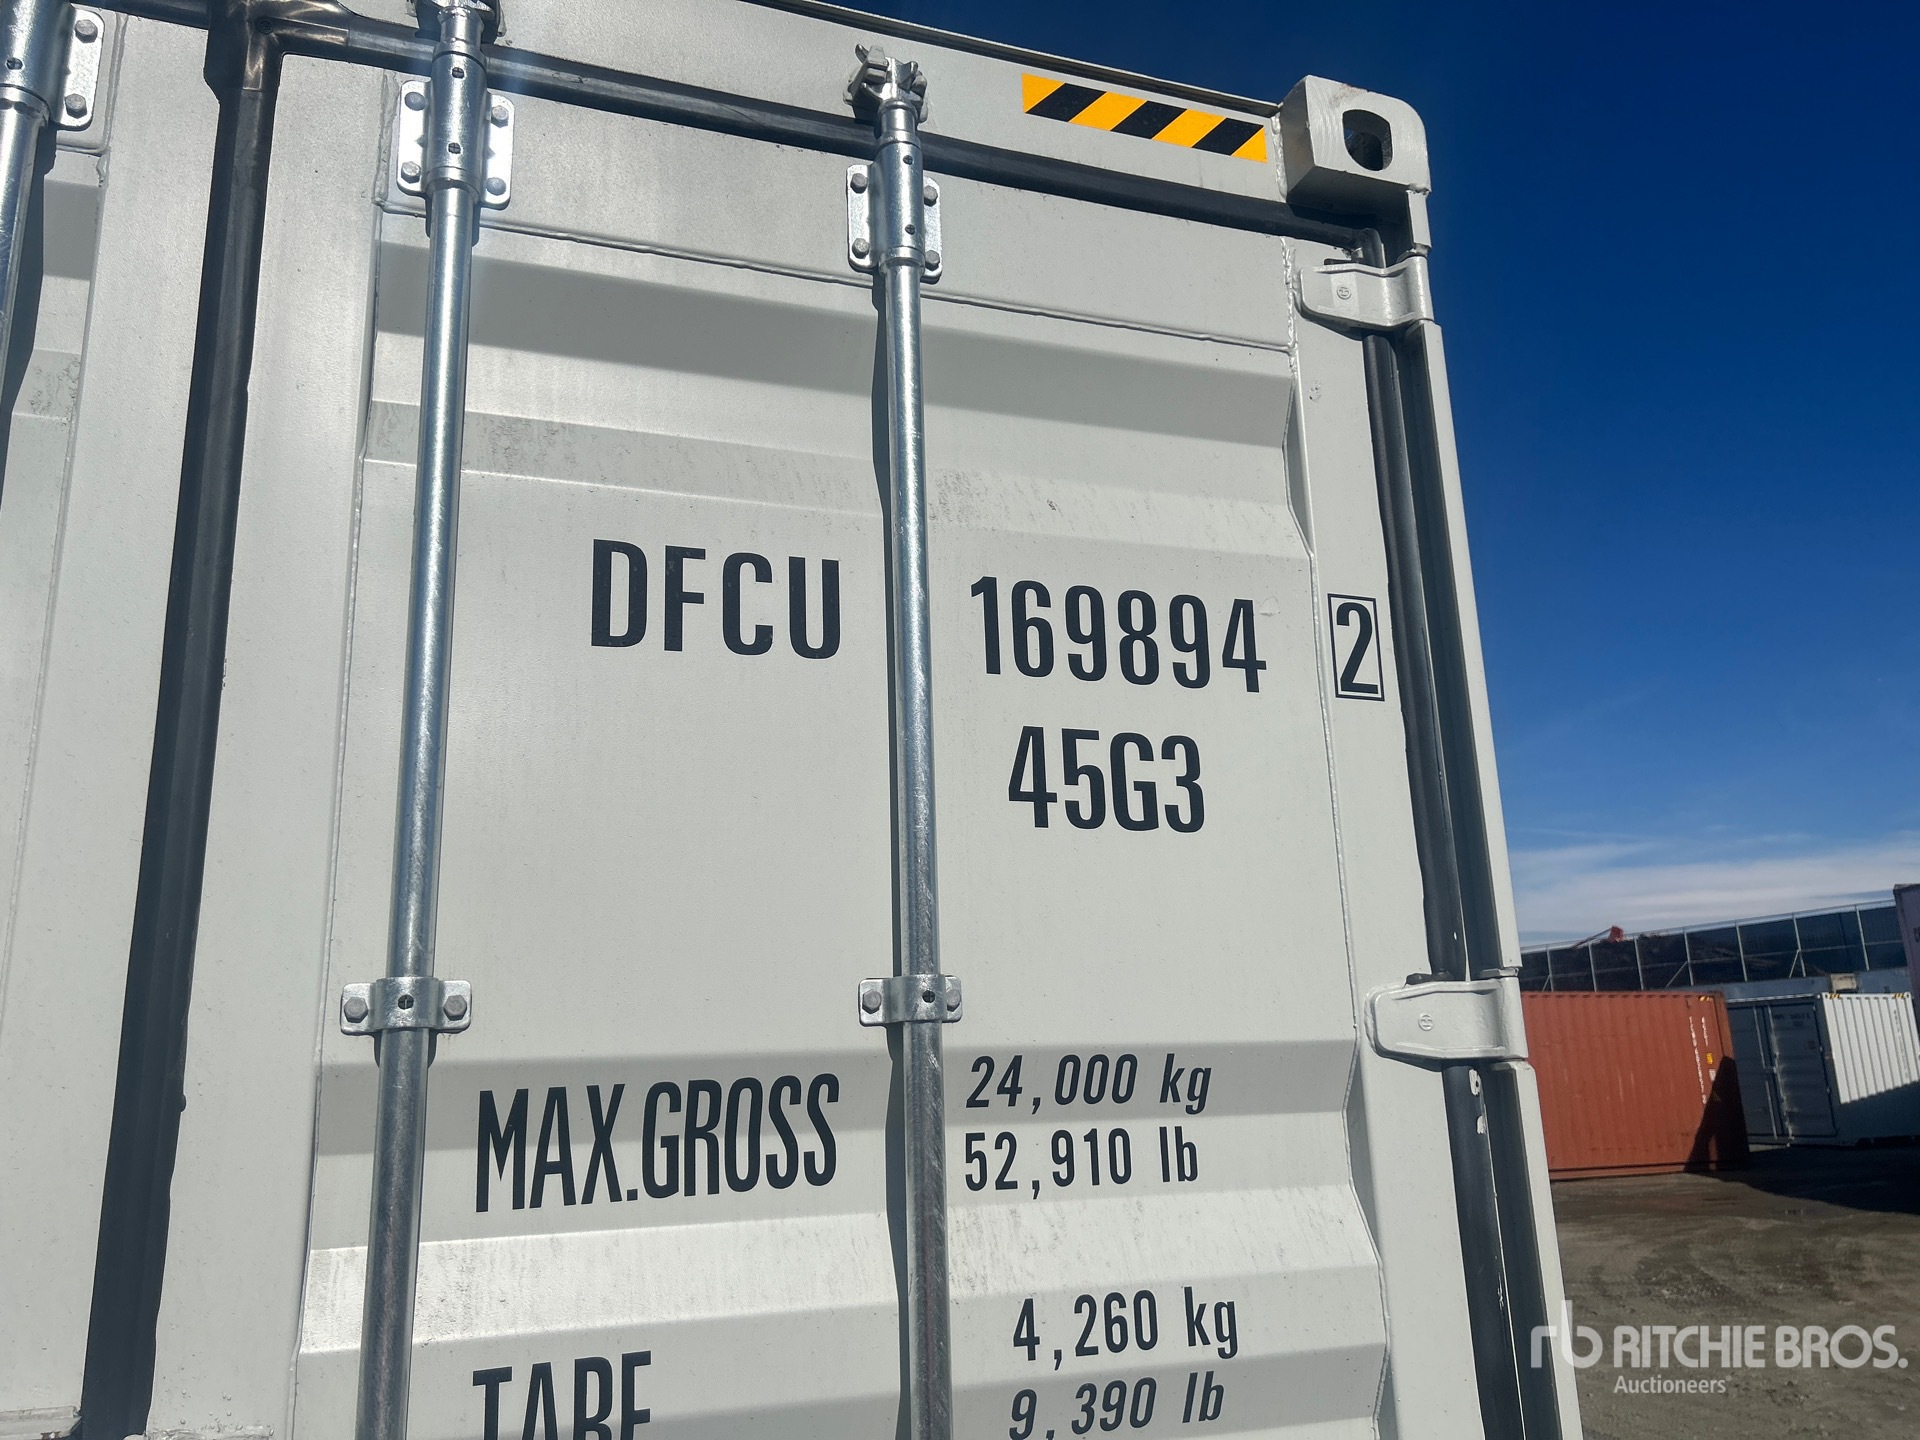 DFCU 169894 2
45G3
MAX.GROSS 24,000 kg
52,910 lb
TARE 4,260 kg
9,390 lb
rb RITCHIE BROS.
Auctioneers